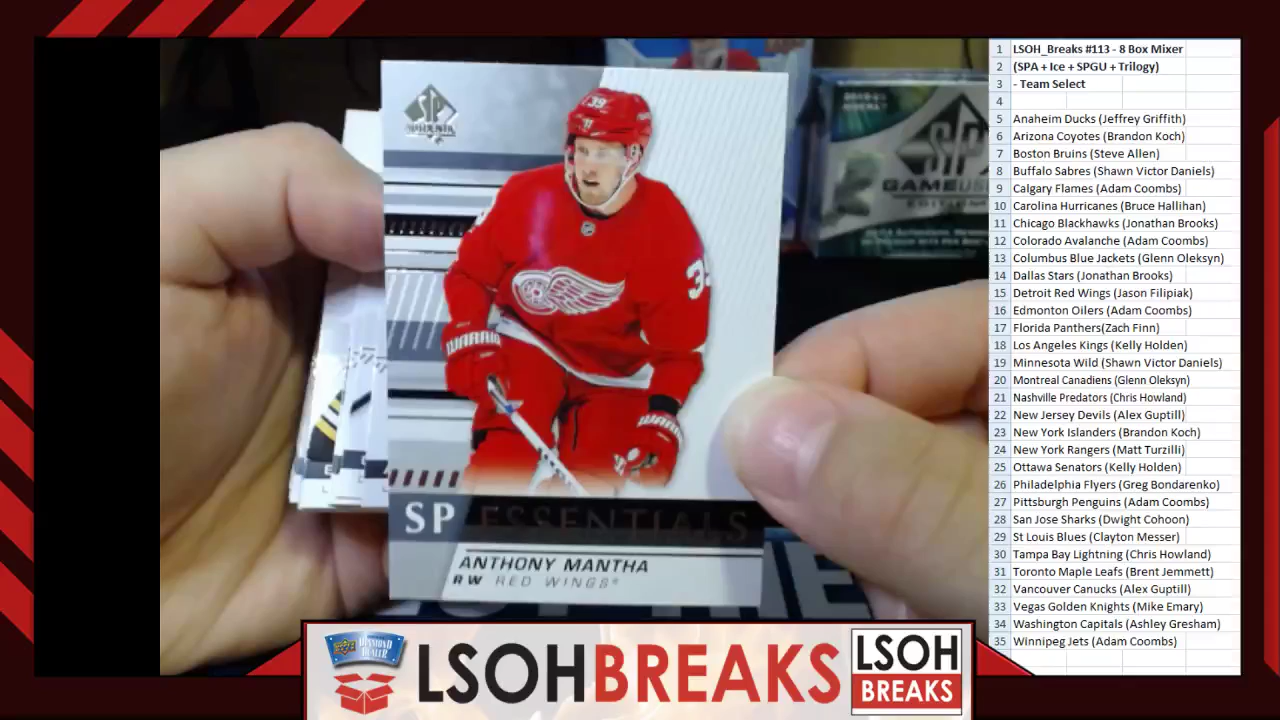 SP
39
39
WARRIOR
SP ESSENTIALS
ANTHONY MANTHA
RW RED WINGS
SP
GAME USED
EDITION
1 LSOH_Breaks #113 - 8 Box Mixer
2 (SPA + Ice + SPGU + Trilogy)
3 - Team Select
4
5 Anaheim Ducks (Jeffrey Griffith)
6 Arizona Coyotes (Brandon Koch)
7 Boston Bruins (Steve Allen)
8 Buffalo Sabres (Shawn Victor Daniels)
9 Calgary Flames (Adam Coombs)
10 Carolina Hurricanes (Bruce Hallihan)
11 Chicago Blackhawks (Jonathan Brooks)
12 Colorado Avalanche (Adam Coombs)
13 Columbus Blue Jackets (Glenn Oleksyn)
14 Dallas Stars (Jonathan Brooks)
15 Detroit Red Wings (Jason Filipiak)
16 Edmonton Oilers (Adam Coombs)
17 Florida Panthers(Zach Finn)
18 Los Angeles Kings (Kelly Holden)
19 Minnesota Wild (Shawn Victor Daniels)
20 Montreal Canadiens (Glenn Oleksyn)
21 Nashville Predators (Chris Howland)
22 New Jersey Devils (Alex Guptill)
23 New York Islanders (Brandon Koch)
24 New York Rangers (Matt Turzilli)
25 Ottawa Senators (Kelly Holden)
26 Philadelphia Flyers (Greg Bondarenko)
27 Pittsburgh Penguins (Adam Coombs)
28 San Jose Sharks (Dwight Cohoon)
29 St Louis Blues (Clayton Messer)
30 Tampa Bay Lightning (Chris Howland)
31 Toronto Maple Leafs (Brent Jemmett)
32 Vancouver Canucks (Alex Guptill)
33 Vegas Golden Knights (Mike Emary)
34 Washington Capitals (Ashley Gresham)
35 Winnipeg Jets (Adam Coombs)
DIAMOND DEALER
LSOHBREAKS
LSOH
BREAKS